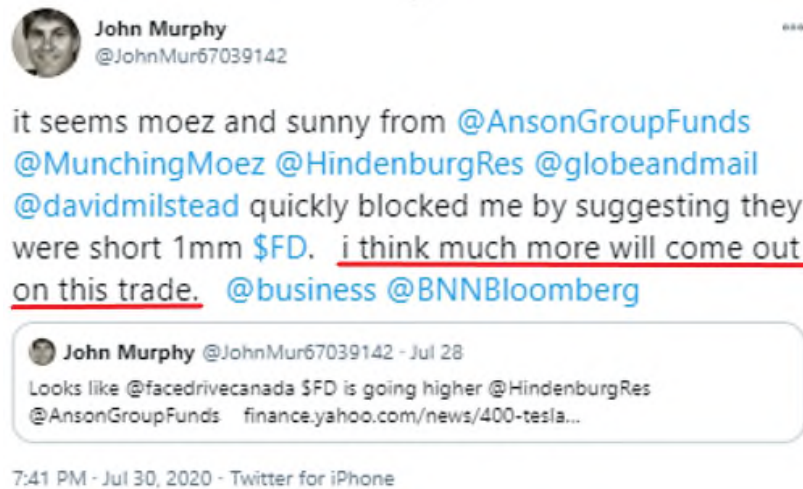 John Murphy
@JohnMur67039142
it seems moez and sunny from @AnsonGroupFunds
@MunchingMoez @HindenburgRes @globeandmail
@davidmilstead quickly blocked me by suggesting they
were short 1mm $FD.   i think much more will come out
on this trade.   @business @BNNBloomberg
John Murphy @JohnMur67039142 · Jul 28
Looks like @facedrivecanada $FD is going higher @HindenburgRes
@AnsonGroupFunds    finance.yahoo.com/news/400-tesla...
7:41 PM · Jul 30, 2020 · Twitter for iPhone